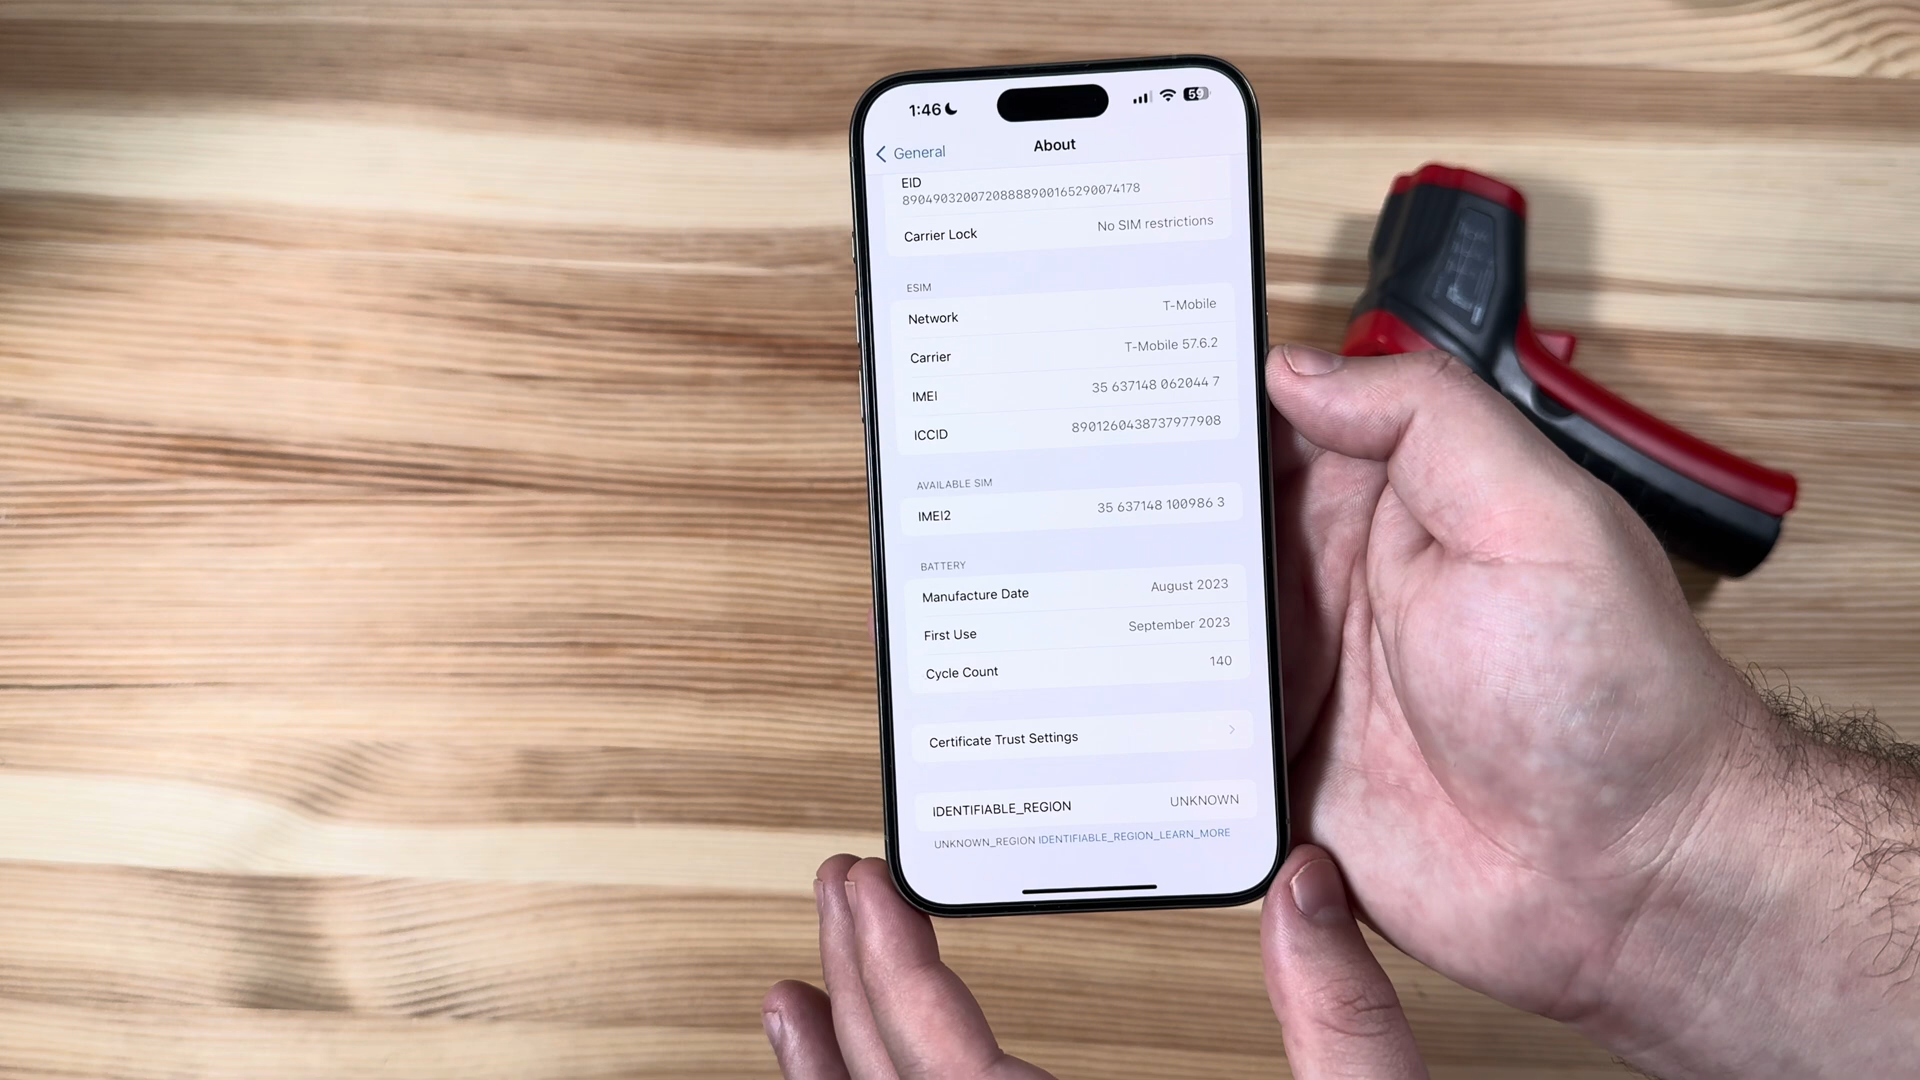 1:46 59
General About
EID
89049032007208888900165290074178
Carrier Lock No SIM restrictions
ESIM
Network T-Mobile
Carrier T-Mobile 57.6.2
IMEI 35 637148 062044 7
ICCID 8901260438737977908
AVAILABLE SIM
IMEI2 35 637148 100986 3
BATTERY
Manufacture Date August 2023
First Use September 2023
Cycle Count 140
Certificate Trust Settings
IDENTIFIABLE_REGION UNKNOWN
UNKNOWN_REGION IDENTIFIABLE_REGION_LEARN_MORE